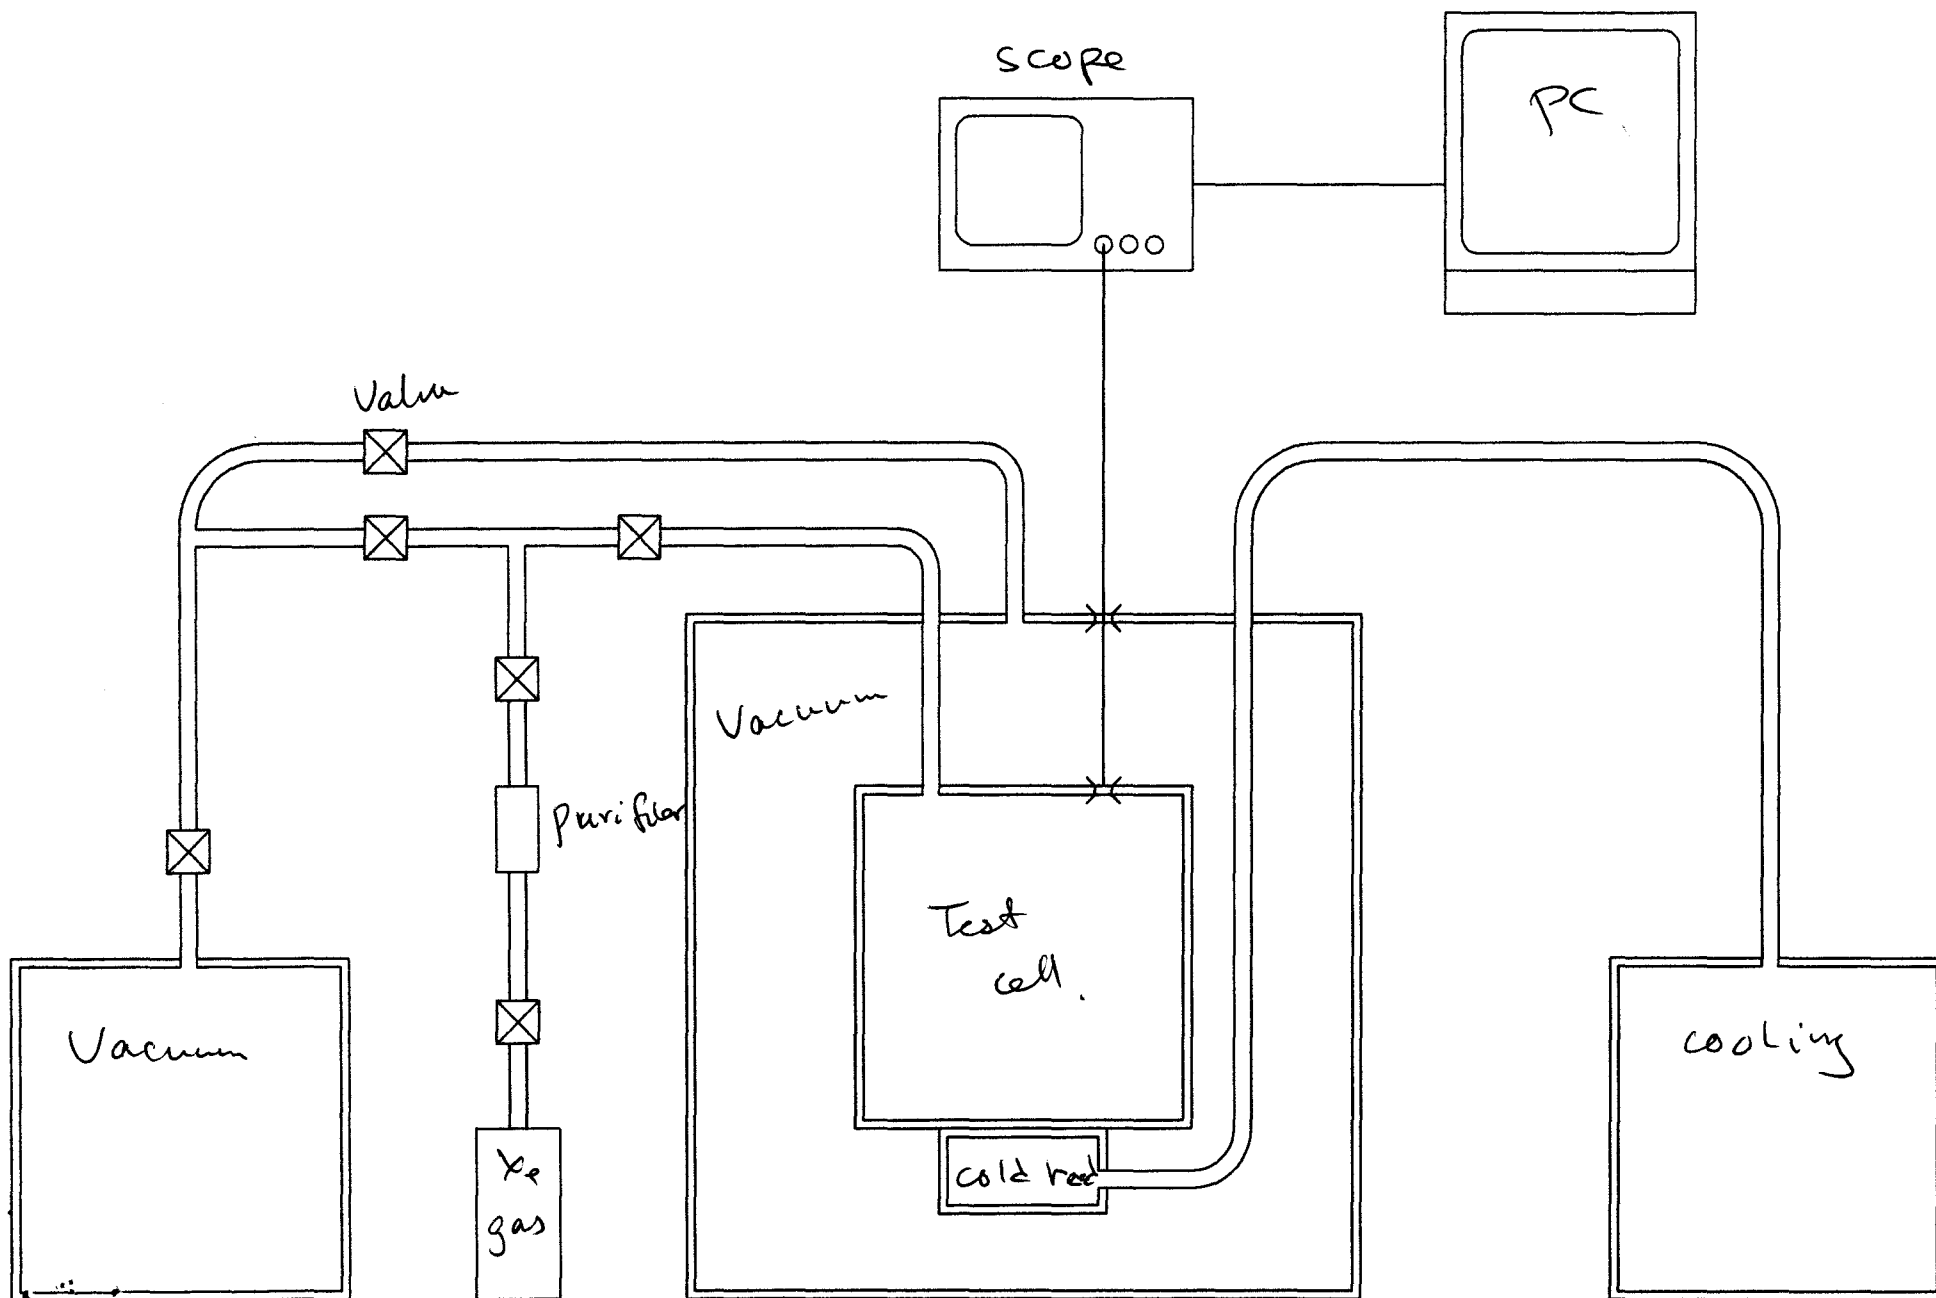 scope
PC
Valve
Vacuum
purifier
Test
cell.
Vacuum
cooling
Xe
gas
cold head